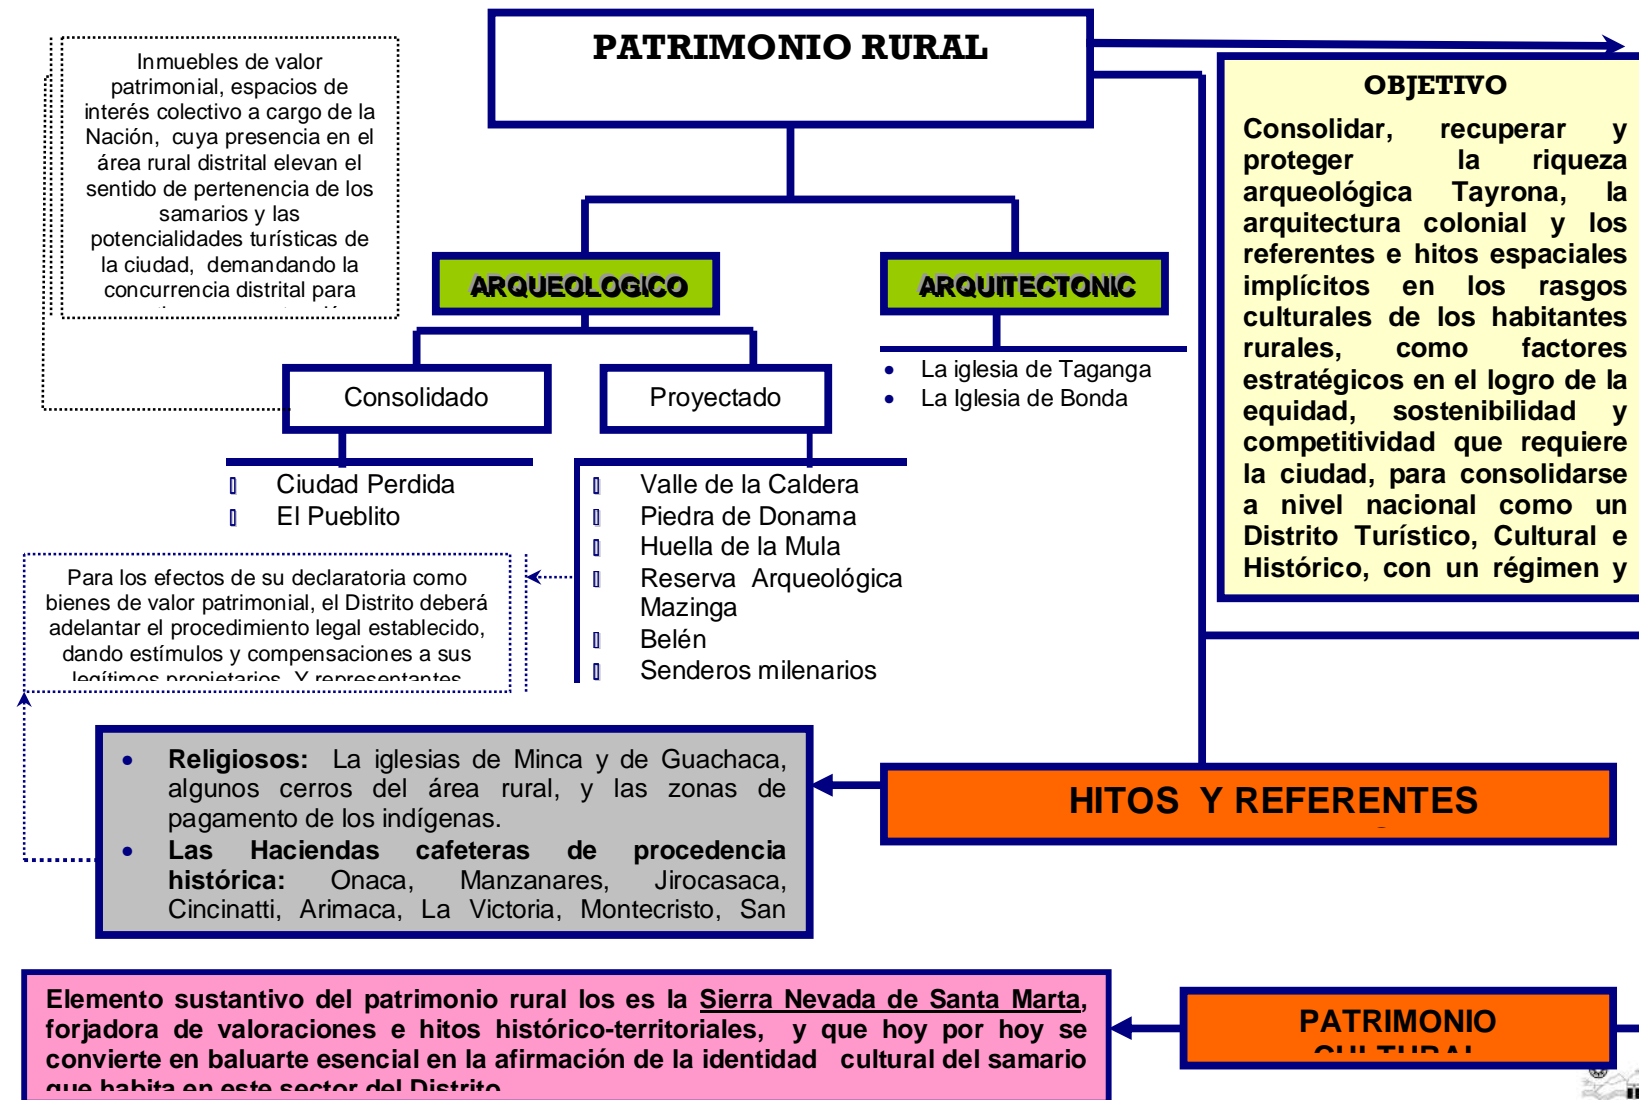 PATRIMONIO RURAL
Inmuebles de valor
patrimonial, espacios de
interés colectivo a cargo de la
Nación, cuya presencia en el
área rural distrital elevan el
sentido de pertenencia de los
samarios y las
potencialidades turísticas de
la ciudad, demandando la
concurrencia distrital para
OBJETIVO
Consolidar, recuperar y
proteger la riqueza
arqueológica Tayrona, la
arquitectura colonial y los
referentes e hitos espaciales
implícitos en los rasgos
culturales de los habitantes
rurales, como factores
estratégicos en el logro de la
equidad, sostenibilidad y
competitividad que requiere
la ciudad, para consolidarse
a nivel nacional como un
Distrito Turístico, Cultural e
Histórico, con un régimen y
ARQUEOLOGICO
ARQUITECTONIC
Consolidado
Proyectado
• La iglesia de Taganga
• La Iglesia de Bonda
Ciudad Perdida
El Pueblito
Valle de la Caldera
Piedra de Donama
Huella de la Mula
Reserva Arqueológica
Mazinga
Belén
Senderos milenarios
Para los efectos de su declaratoria como
bienes de valor patrimonial, el Distrito deberá
adelantar el procedimiento legal establecido,
dando estímulos y compensaciones a sus
legítimos propietarios. Y representantes
• Religiosos: La iglesias de Minca y de Guachaca,
algunos cerros del área rural, y las zonas de
pagamento de los indígenas.
• Las Haciendas cafeteras de procedencia
histórica: Onaca, Manzanares, Jirocasaca,
Cincinatti, Arimaca, La Victoria, Montecristo, San
HITOS Y REFERENTES
Elemento sustantivo del patrimonio rural los es la Sierra Nevada de Santa Marta,
forjadora de valoraciones e hitos histórico-territoriales, y que hoy por hoy se
convierte en baluarte esencial en la afirmación de la identidad cultural del samario
que habita en este sector del Distrito
PATRIMONIO
CULTURAL